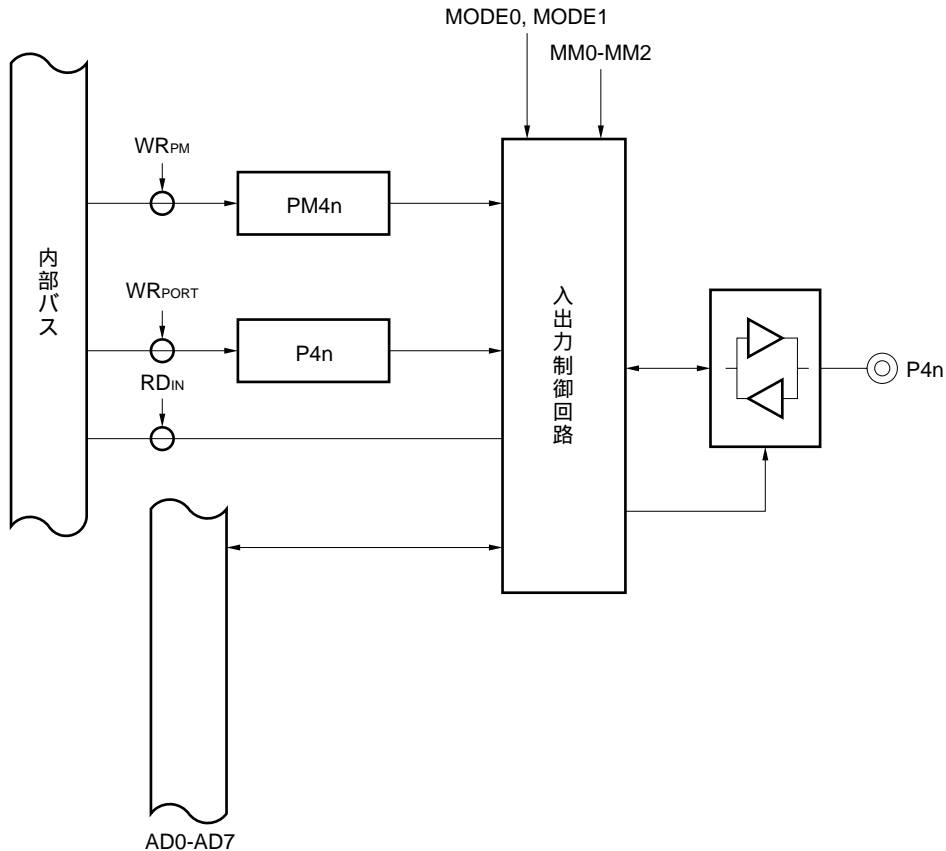 MODE0, MODE1
MM0-MM2
WRPM
PM4n
内部バス
WRPORT
P4n
RDIN
入出力制御回路
P4n
AD0-AD7